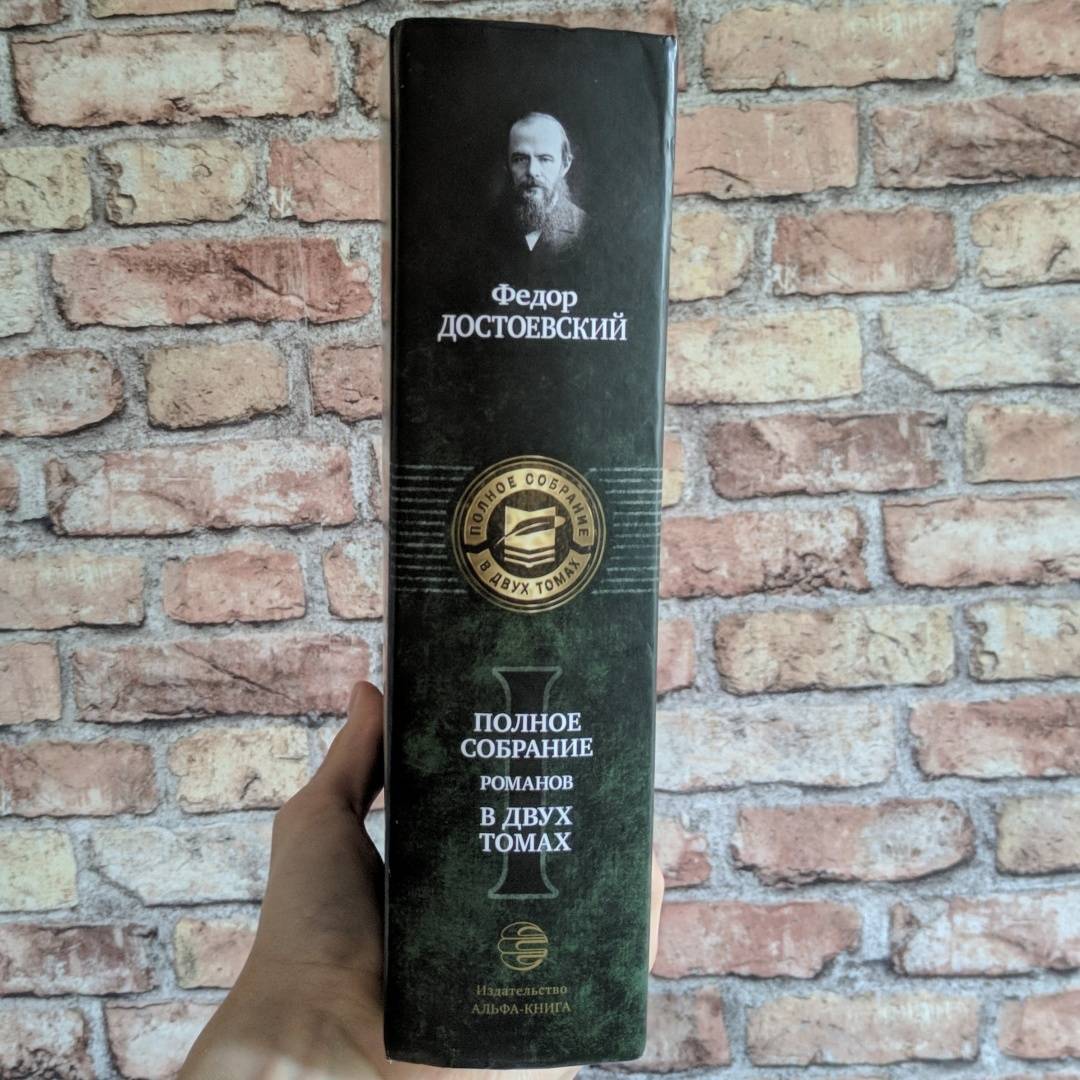 Федор
ДОСТОЕВСКИЙ
ПОЛНОЕ СОБРАНИЕ
В ДВУХ ТОМАХ
I
ПОЛНОЕ
СОБРАНИЕ
РОМАНОВ
В ДВУХ
ТОМАХ
Издательство
АЛЬФА-КНИГА